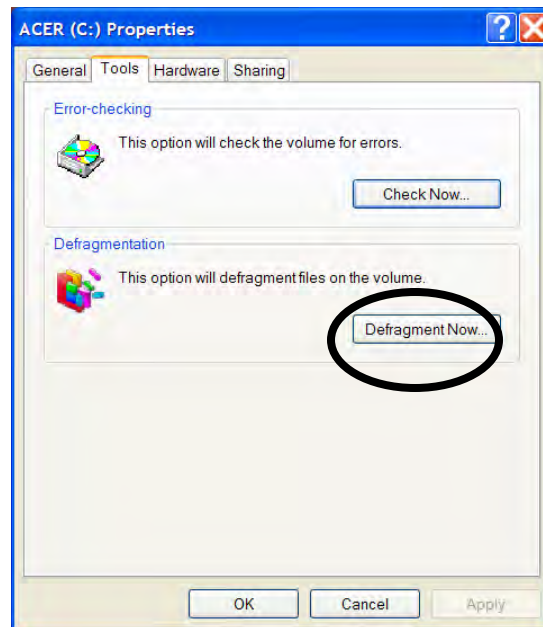 ACER (C:) Properties
General Tools Hardware Sharing
Error-checking
This option will check the volume for errors.
Check Now...
Defragmentation
This option will defragment files on the volume.
Defragment Now...
OK Cancel Apply